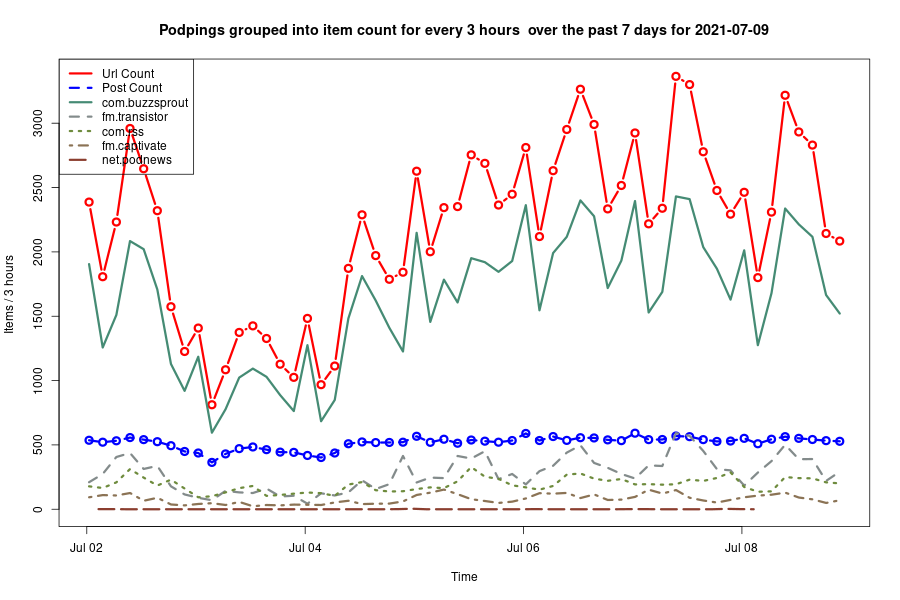 Podpings grouped into item count for every 3 hours  over the past 7 days for 2021-07-09
Url Count
Post Count
com.buzzsprout
fm.transistor
com.rss
fm.captivate
net.podnews
Items / 3 hours
3000
2500
2000
1500
1000
500
0
Jul 02
Jul 04
Jul 06
Jul 08
Time